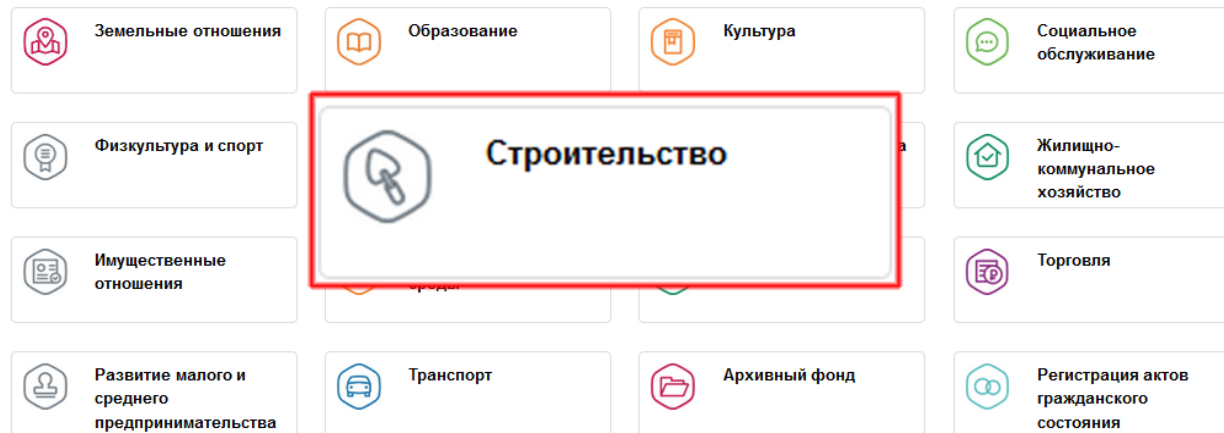 Земельные отношения
Образование
Культура
Социальное
обслуживание
Физкультура и спорт
Строительство
Жилищно-
коммунальное
хозяйство
Имущественные
отношения
Торговля
Развитие малого и
среднего
предпринимательства
Транспорт
Архивный фонд
Регистрация актов
гражданского
состояния